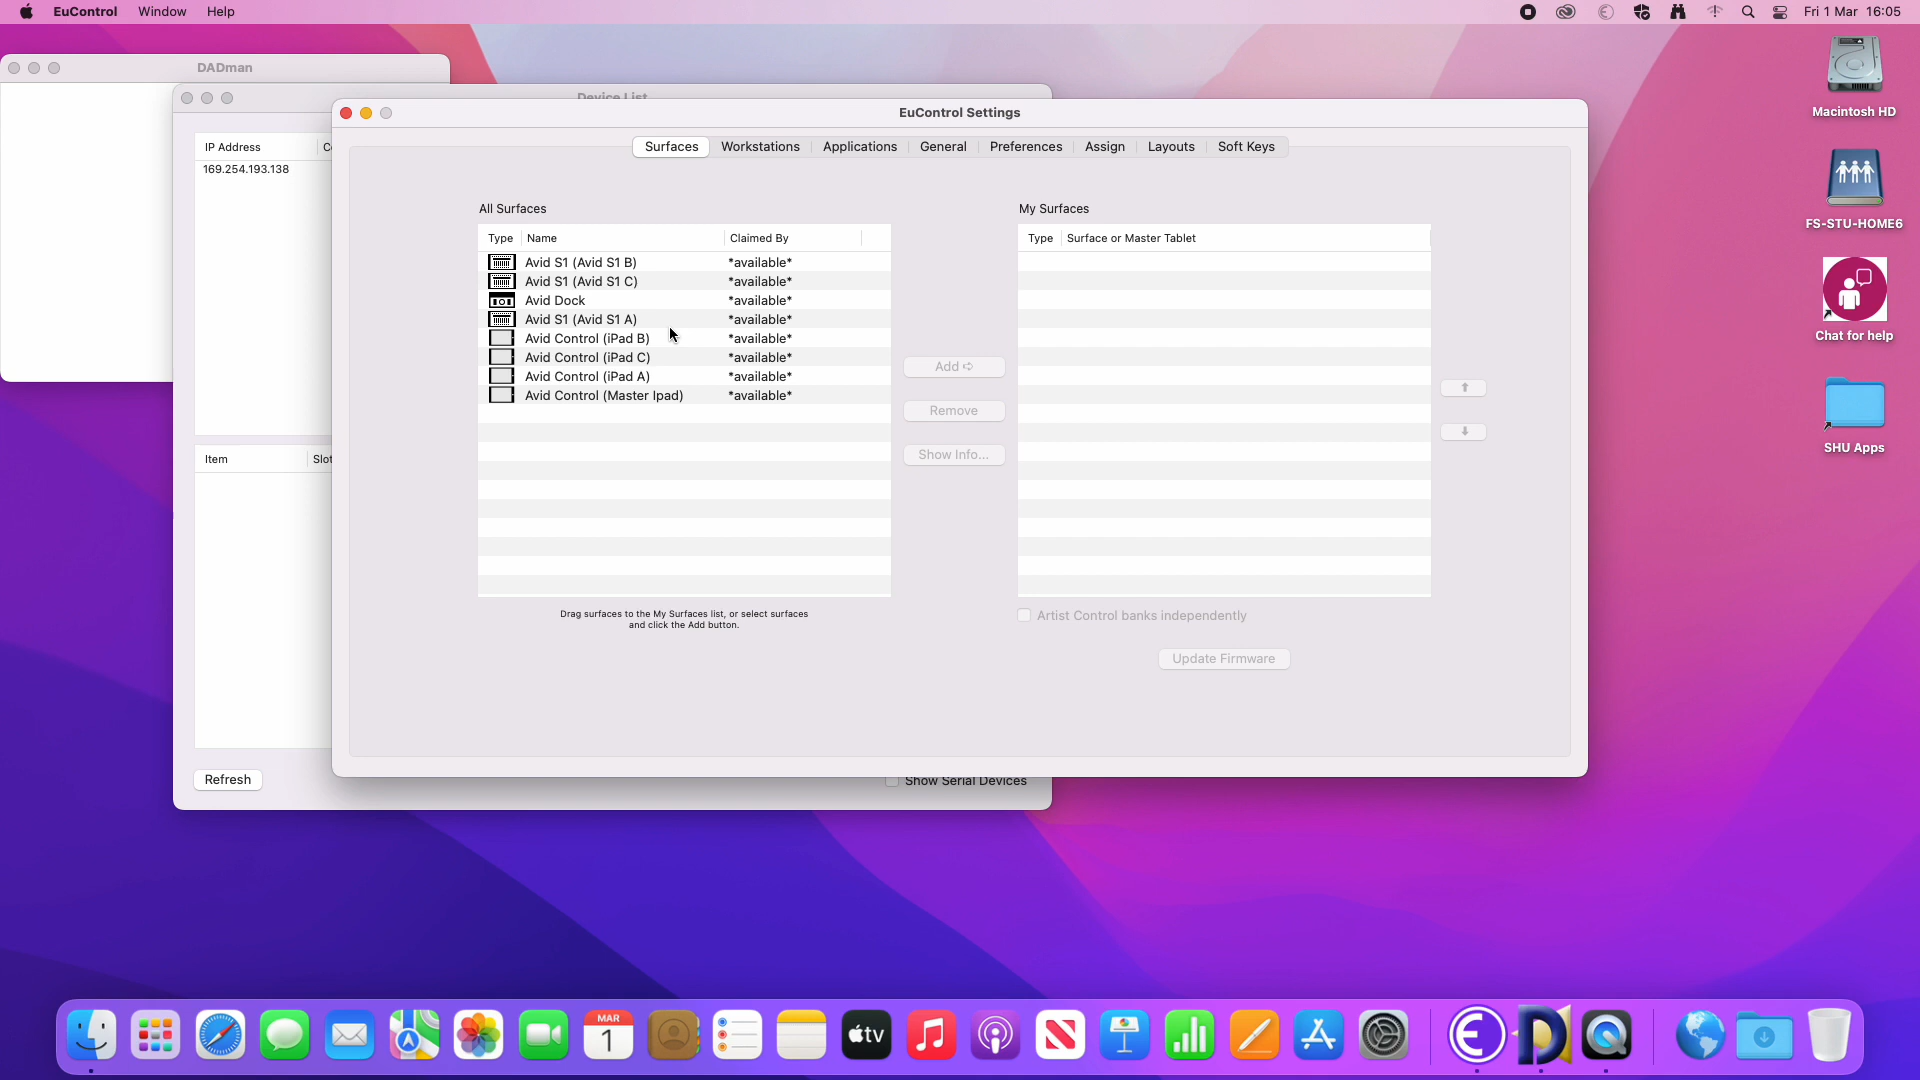 EuControl Window Help
Fri 1 Mar 16:05
DADman
Device List
IP Address
169.254.193.138
Item Slot
Refresh
Show Serial Devices
EuControl Settings
Surfaces Workstations Applications General Preferences Assign Layouts Soft Keys
All Surfaces
Type Name Claimed By
Avid S1 (Avid S1 B) *available*
Avid S1 (Avid S1 C) *available*
Avid Dock *available*
Avid S1 (Avid S1 A) *available*
Avid Control (iPad B) *available*
Avid Control (iPad C) *available*
Avid Control (iPad A) *available*
Avid Control (Master Ipad) *available*
Drag surfaces to the My Surfaces list, or select surfaces
and click the Add button.
Add
Remove
Show Info...
My Surfaces
Type Surface or Master Tablet
Artist Control banks independently
Update Firmware
Macintosh HD
FS-STU-HOME6
Chat for help
SHU Apps
MAR
1
tv